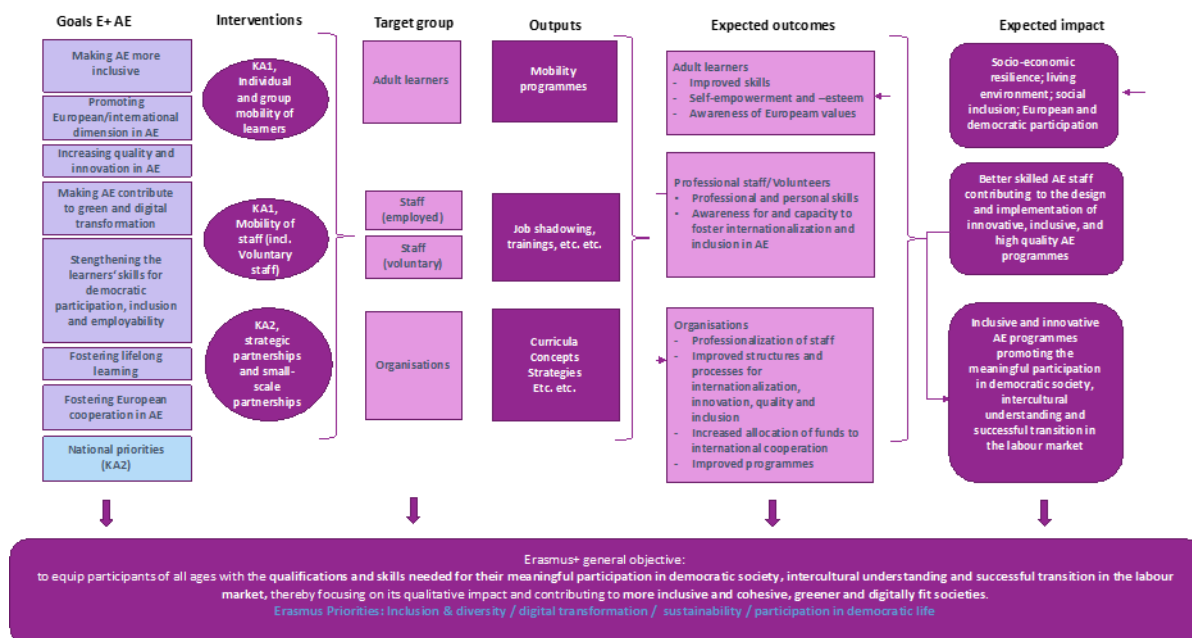 Goals E+ AE
Making AE more
inclusive
Promoting
European/international
dimension in AE
Increasing quality and
innovation in AE
Making AE contribute
to green and digital
transformation
Stengthening the
learners' skills for
democratic
participation, inclusion
and employability
Fostering lifelong
learning
Fostering European
cooperation in AE
National priorities
(KA2)
Interventions
KA1,
Individual
and group
mobility of
learners
KA1,
Mobility of
staff (incl.
Voluntary
staff)
KA2,
strategic
partnerships
and small-
scale
partnerships
Target group
Adult learners
Staff
(employed)
Staff
(voluntary)
Organisations
Outputs
Mobility
programmes
Job shadowing,
trainings, etc. etc.
Curricula
Concepts
Strategies
Etc. etc.
Expected outcomes
Adult learners
- Improved skills
- Self-empowerment and –esteem
- Awareness of Europeam values
Professional staff/Volunteers
• Professional and personal skills
• Awareness for and capacity to
foster internationalization and
inclusion in AE
Organisations
- Professionalization of staff
- Improved structures and
processes for
internationalization,
innovation, quality and
inclusion
- Increased allocation of funds to
international cooperation
- Improved programmes
Expected impact
Socio-economic
resilience; living
environment; social
inclusion; European and
democratic participation
Better skilled AE staff
contributing to the design
and implementation of
innovative, inclusive, and
high quality AE
programmes
Inclusive and innovative
AE programmes
promoting the
meaningful participation
in democratic society,
intercultural
understanding and
successful transition in
the labour market
Erasmus+ general objective:
to equip participants of all ages with the qualifications and skills needed for their meaningful participation in democratic society, intercultural understanding and successful transition in the labour
market, thereby focusing on its qualitative impact and contributing to more inclusive and cohesive, greener and digitally fit societies.
Erasmus Priorities: Inclusion & diversity / digital transformation / sustainability / participation in democratic life